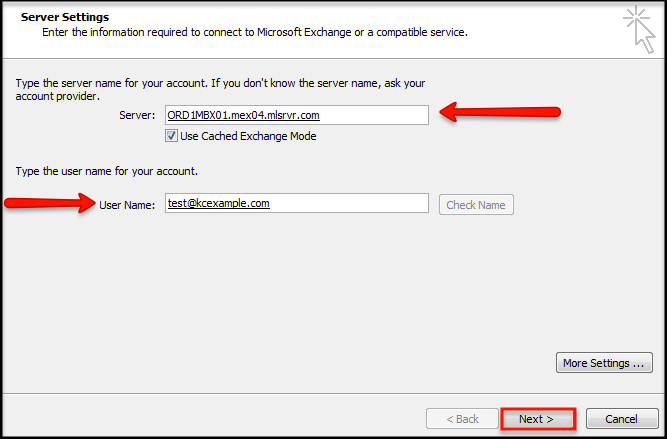 Server Settings
Enter the information required to connect to Microsoft Exchange or a compatible service.
Type the server name for your account. If you don't know the server name, ask your
account provider.
Server: ORD1MBX01.mex04.mlsrvr.com
Use Cached Exchange Mode
Type the user name for your account.
User Name: test@kcexample.com Check Name
More Settings ...
< Back Next > Cancel